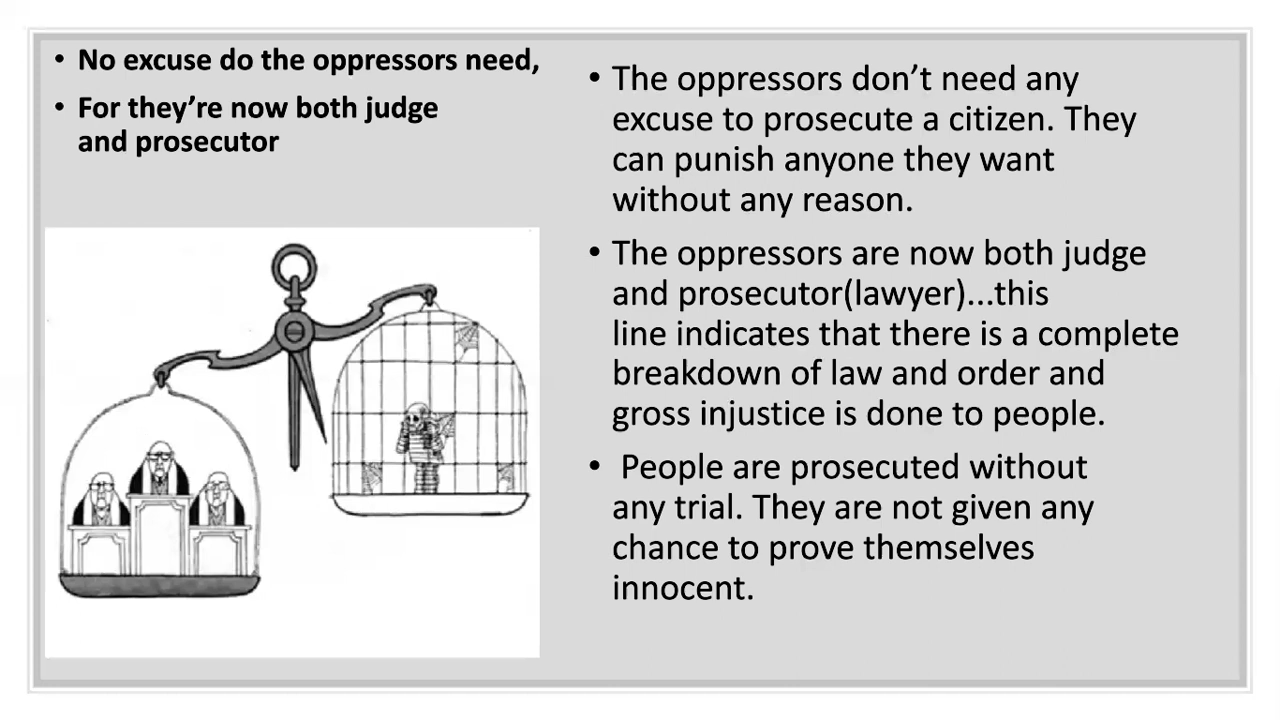 • No excuse do the oppressors need,
• For they’re now both judge
and prosecutor
• The oppressors don’t need any
excuse to prosecute a citizen. They
can punish anyone they want
without any reason.
• The oppressors are now both judge
and prosecutor(lawyer)...this
line indicates that there is a complete
breakdown of law and order and
gross injustice is done to people.
• People are prosecuted without
any trial. They are not given any
chance to prove themselves
innocent.